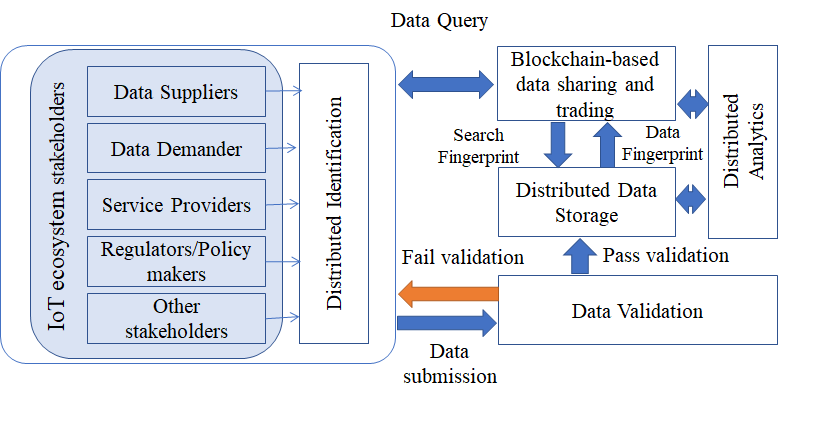 Data Query
IoT ecosystem stakeholders
Data Suppliers
Data Demander
Service Providers
Regulators/Policy
makers
Other
stakeholders
Distributed Identification
Blockchain-based
data sharing and
trading
Search
Fingerprint
Data
Fingerprint
Distributed
Analytics
Distributed Data
Storage
Fail validation
Pass validation
Data Validation
Data
submission